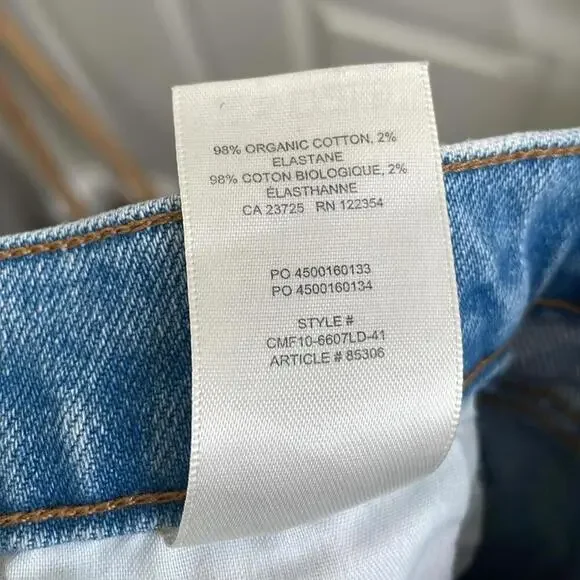 98% ORGANIC COTTON, 2%
ELASTANE
98% COTON BIOLOGIQUE, 2%
ÉLASTHANNE
CA 23725 RN 122354
PO 4500160133
PO 4500160134
STYLE #
CMF10-6607LD-41
ARTICLE # 85306